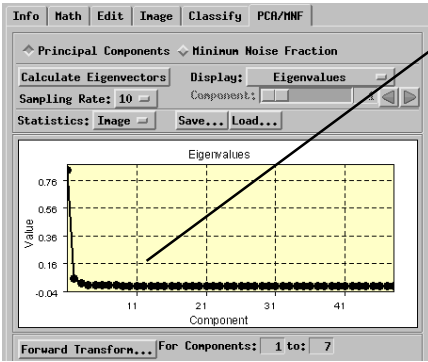 Info Math Edit Image Classify PCA/MNF
Principal Components Minimum Noise Fraction
Calculate Eigenvectors Display: Eigenvalues
Sampling Rate: 10 Component: 1
Statistics: Image Save... Load...
Eigenvalues
0.76
0.56
0.36
0.16
-0.04
Value
11 21 31 41
Component
Forward Transform... For Components: 1 to: 7